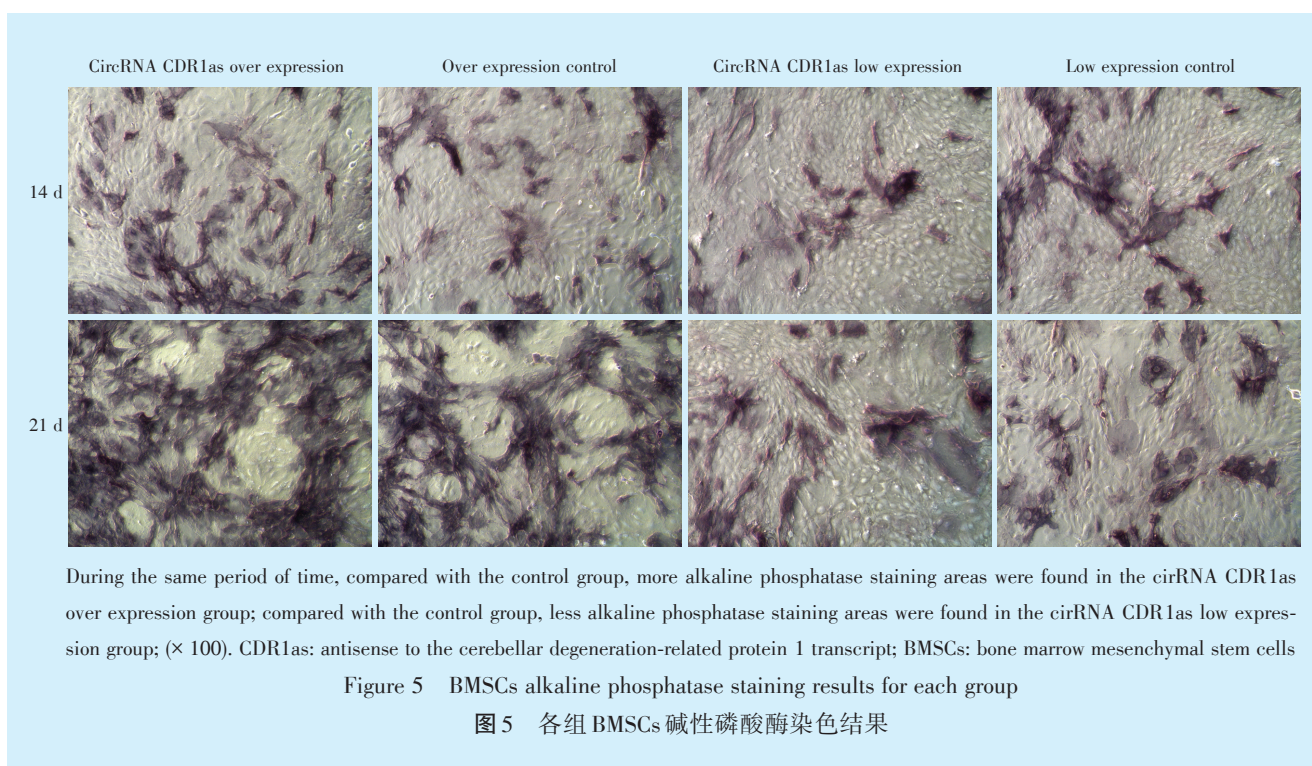 CircRNA CDR1as over expression
Over expression control
CircRNA CDR1as low expression
Low expression control
14 d
21 d
During the same period of time, compared with the control group, more alkaline phosphatase staining areas were found in the cirRNA CDR1as
over expression group; compared with the control group, less alkaline phosphatase staining areas were found in the cirRNA CDR1as low expres-
sion group; (× 100). CDR1as: antisense to the cerebellar degeneration-related protein 1 transcript; BMSCs: bone marrow mesenchymal stem cells
Figure 5 BMSCs alkaline phosphatase staining results for each group
图5 各组BMSCs碱性磷酸酶染色结果